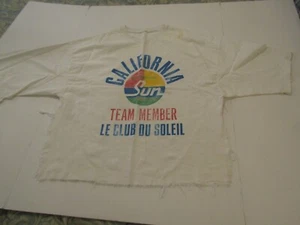 CALIFORNIA
Sun
TEAM MEMBER
LE CLUB DU SOLEIL